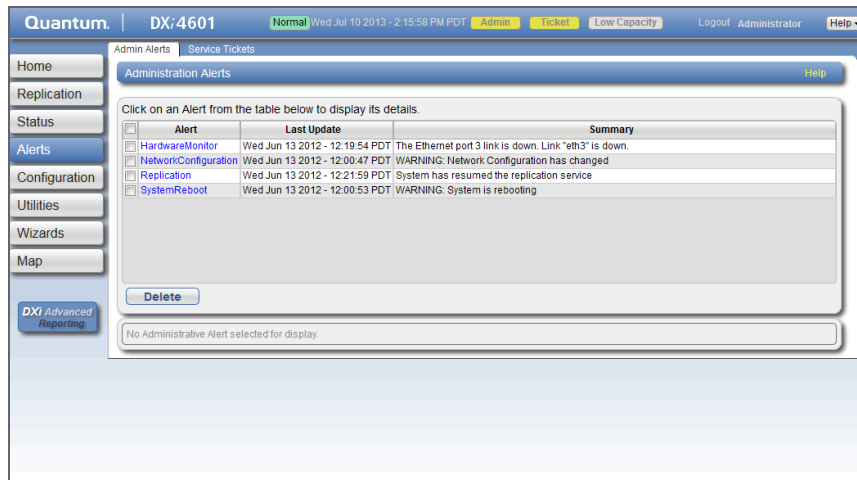 Quantum. DXi4601 Normal Wed Jul 10 2013 - 2:15:58 PM PDT Admin Ticket Low Capacity Logout Administrator Help
Admin Alerts Service Tickets
Home
Replication
Status
Alerts
Configuration
Utilities
Wizards
Map
DXi Advanced
Reporting
Administration Alerts Help
Click on an Alert from the table below to display its details.
Alert Last Update Summary
HardwareMonitor Wed Jun 13 2012 - 12:19:54 PDT The Ethernet port 3 link is down. Link "eth3" is down.
NetworkConfiguration Wed Jun 13 2012 - 12:00:47 PDT WARNING: Network Configuration has changed
Replication Wed Jun 13 2012 - 12:21:59 PDT System has resumed the replication service
SystemReboot Wed Jun 13 2012 - 12:00:53 PDT WARNING: System is rebooting
Delete
No Administrative Alert selected for display.